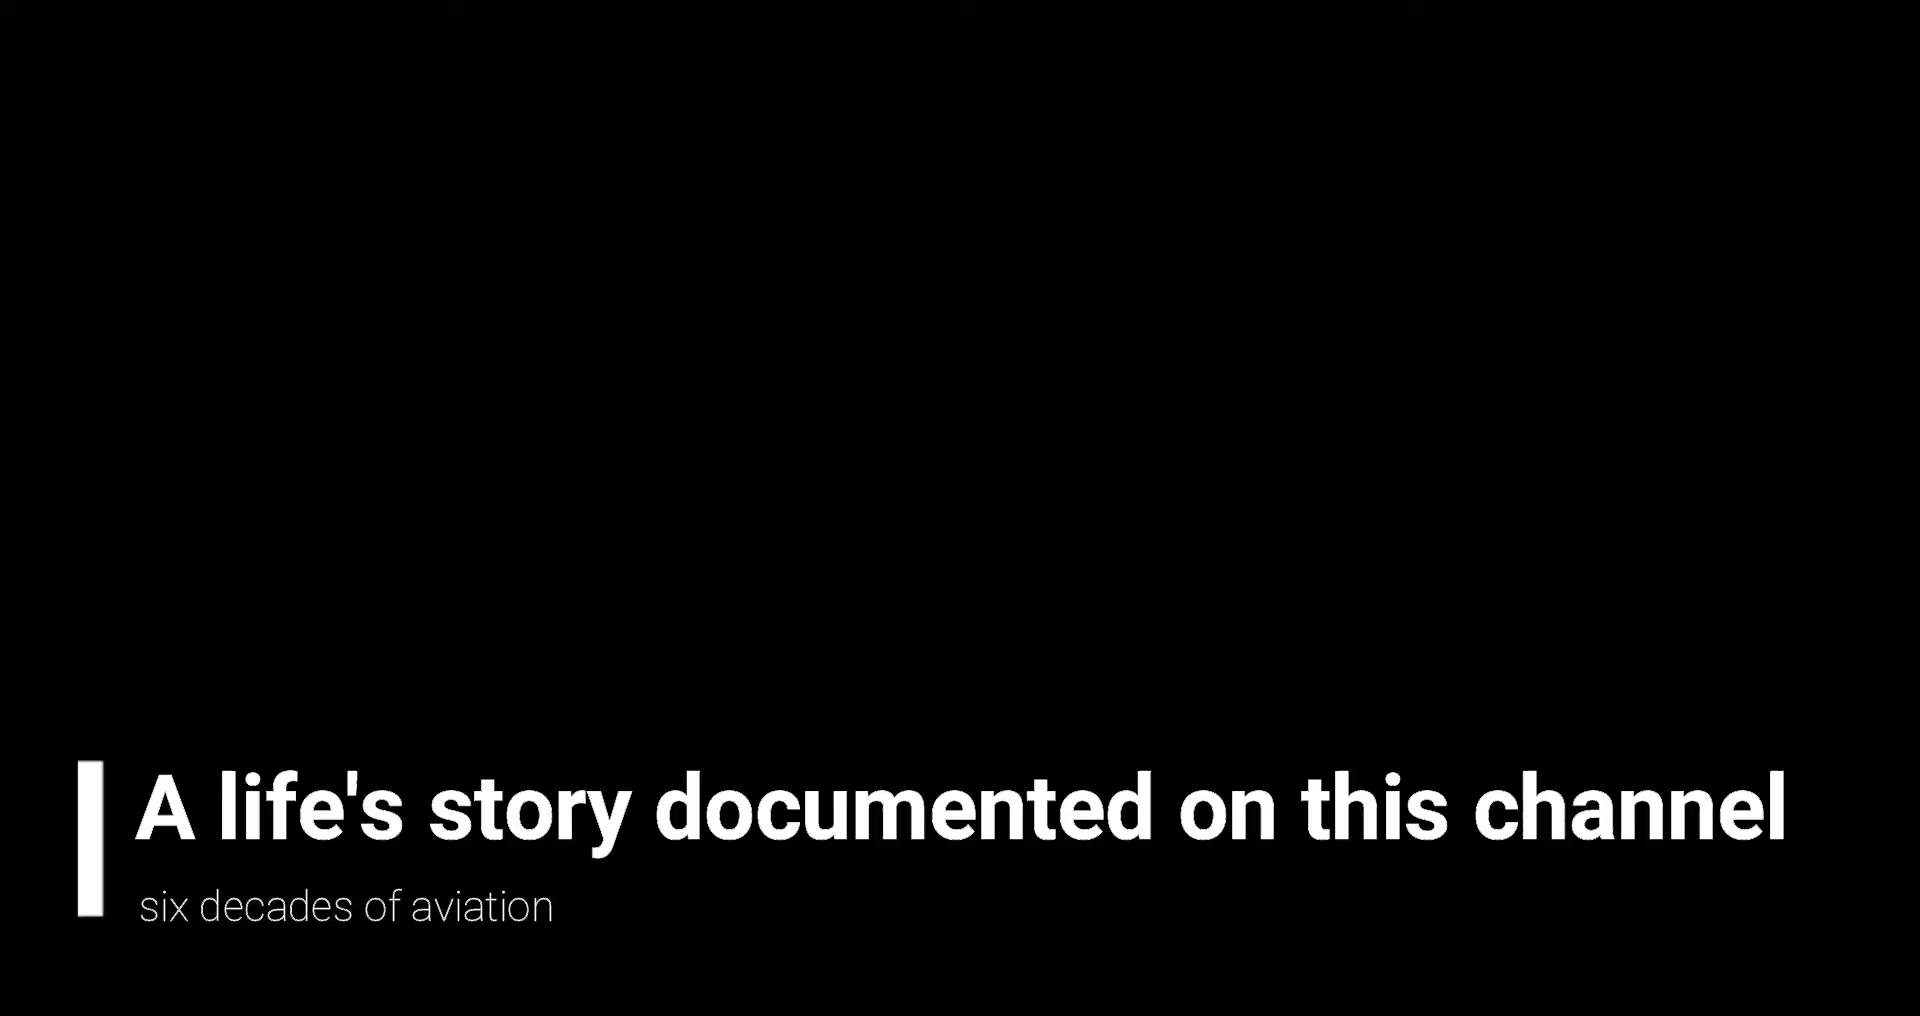 A life's story documented on this channel
six decades of aviation